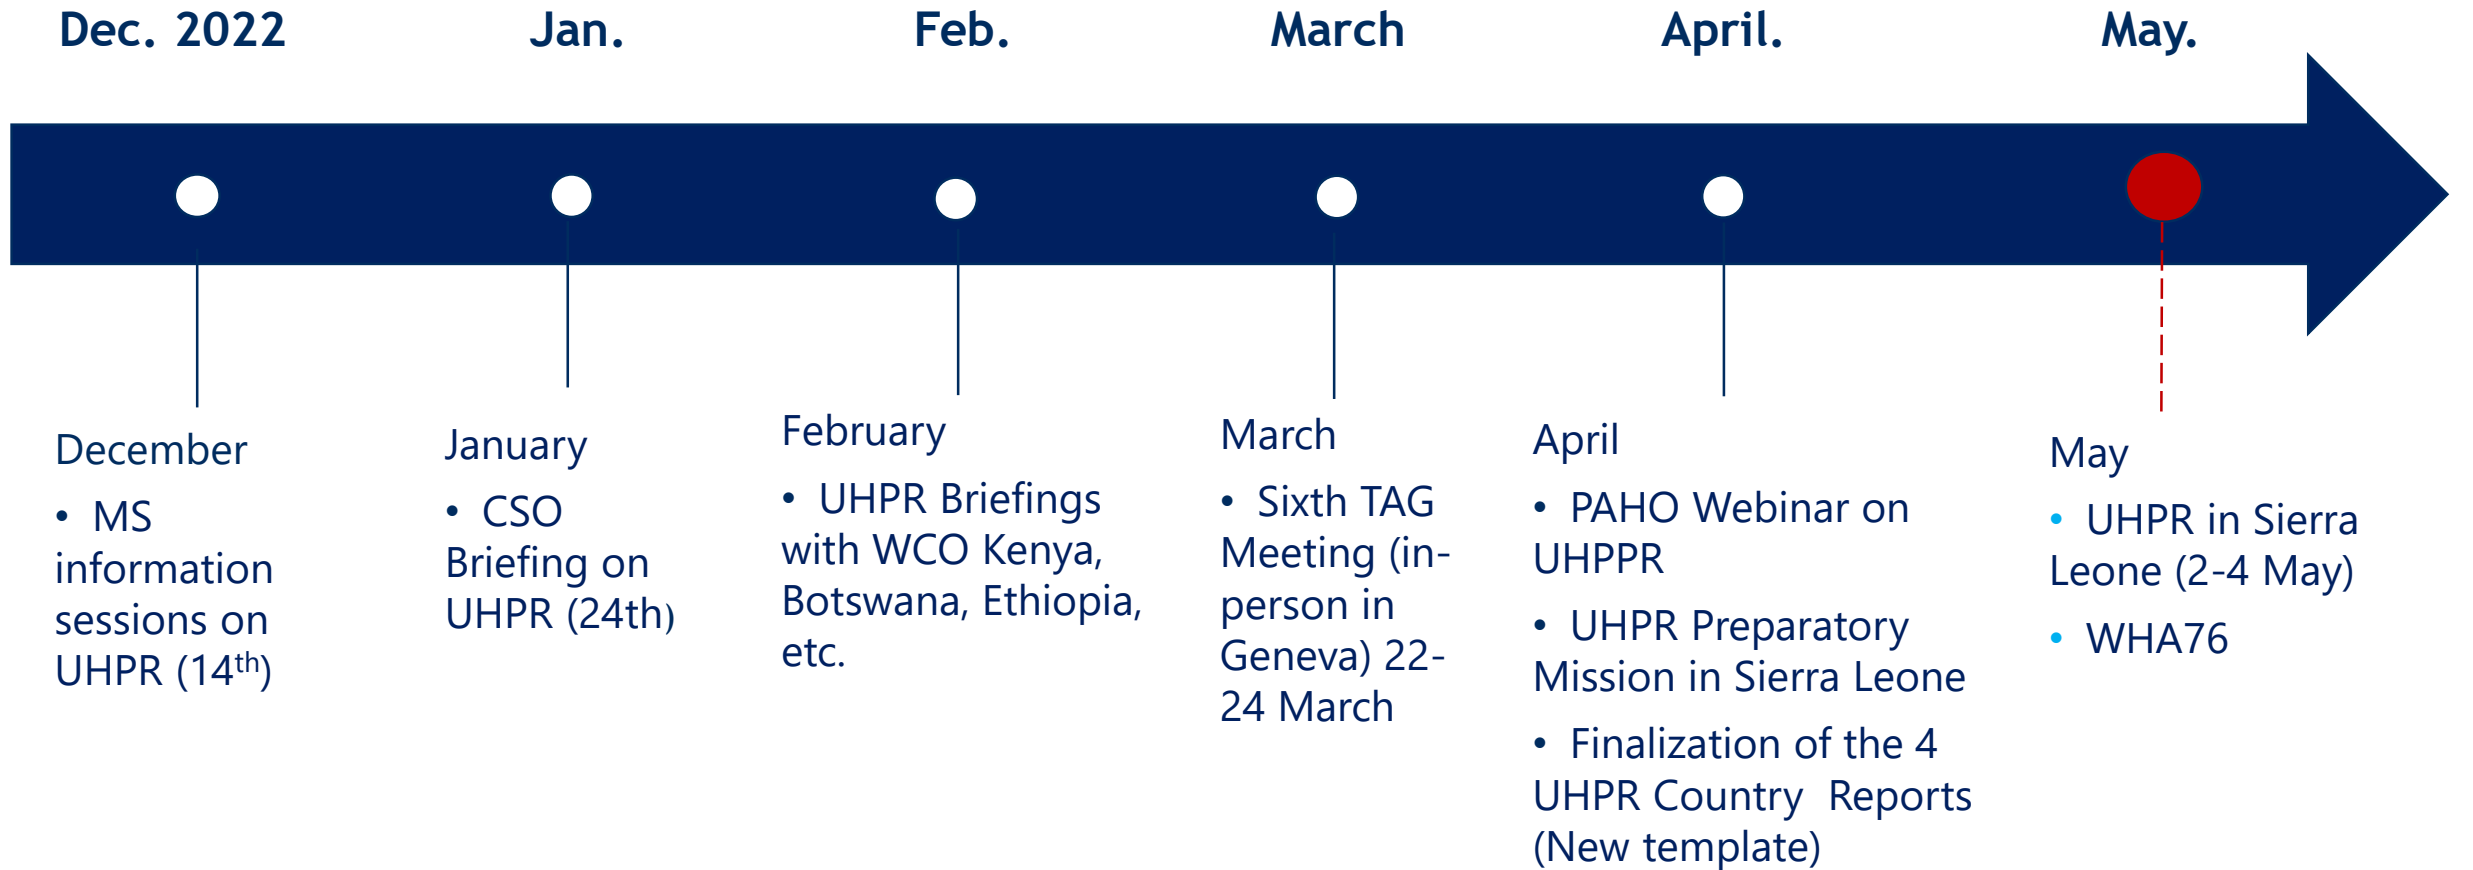 Dec. 2022
Jan.
Feb.
March
April.
May.
December
• MS
information
sessions on
UHPR (14th)
January
• CSO
Briefing on
UHPR (24th)
February
• UHPR Briefings
with WCO Kenya,
Botswana, Ethiopia,
etc.
March
• Sixth TAG
Meeting (in-
person in
Geneva) 22-
24 March
April
• PAHO Webinar on
UHPPR
• UHPR Preparatory
Mission in Sierra Leone
• Finalization of the 4
UHPR Country  Reports
(New template)
May
• UHPR in Sierra
Leone (2-4 May)
• WHA76